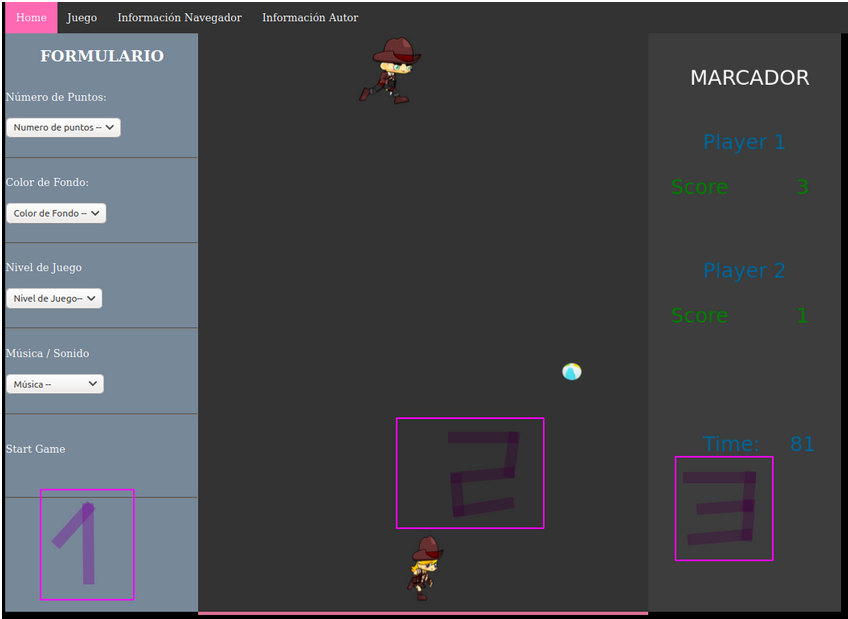 Home Juego Información Navegador Información Autor
FORMULARIO
Número de Puntos:
Numero de puntos --
Color de Fondo:
Color de Fondo --
Nivel de Juego
Nivel de Juego--
Música / Sonido
Música --
Start Game
1
2
MARCADOR
Player 1
Score 3
Player 2
Score 1
Time: 81
3